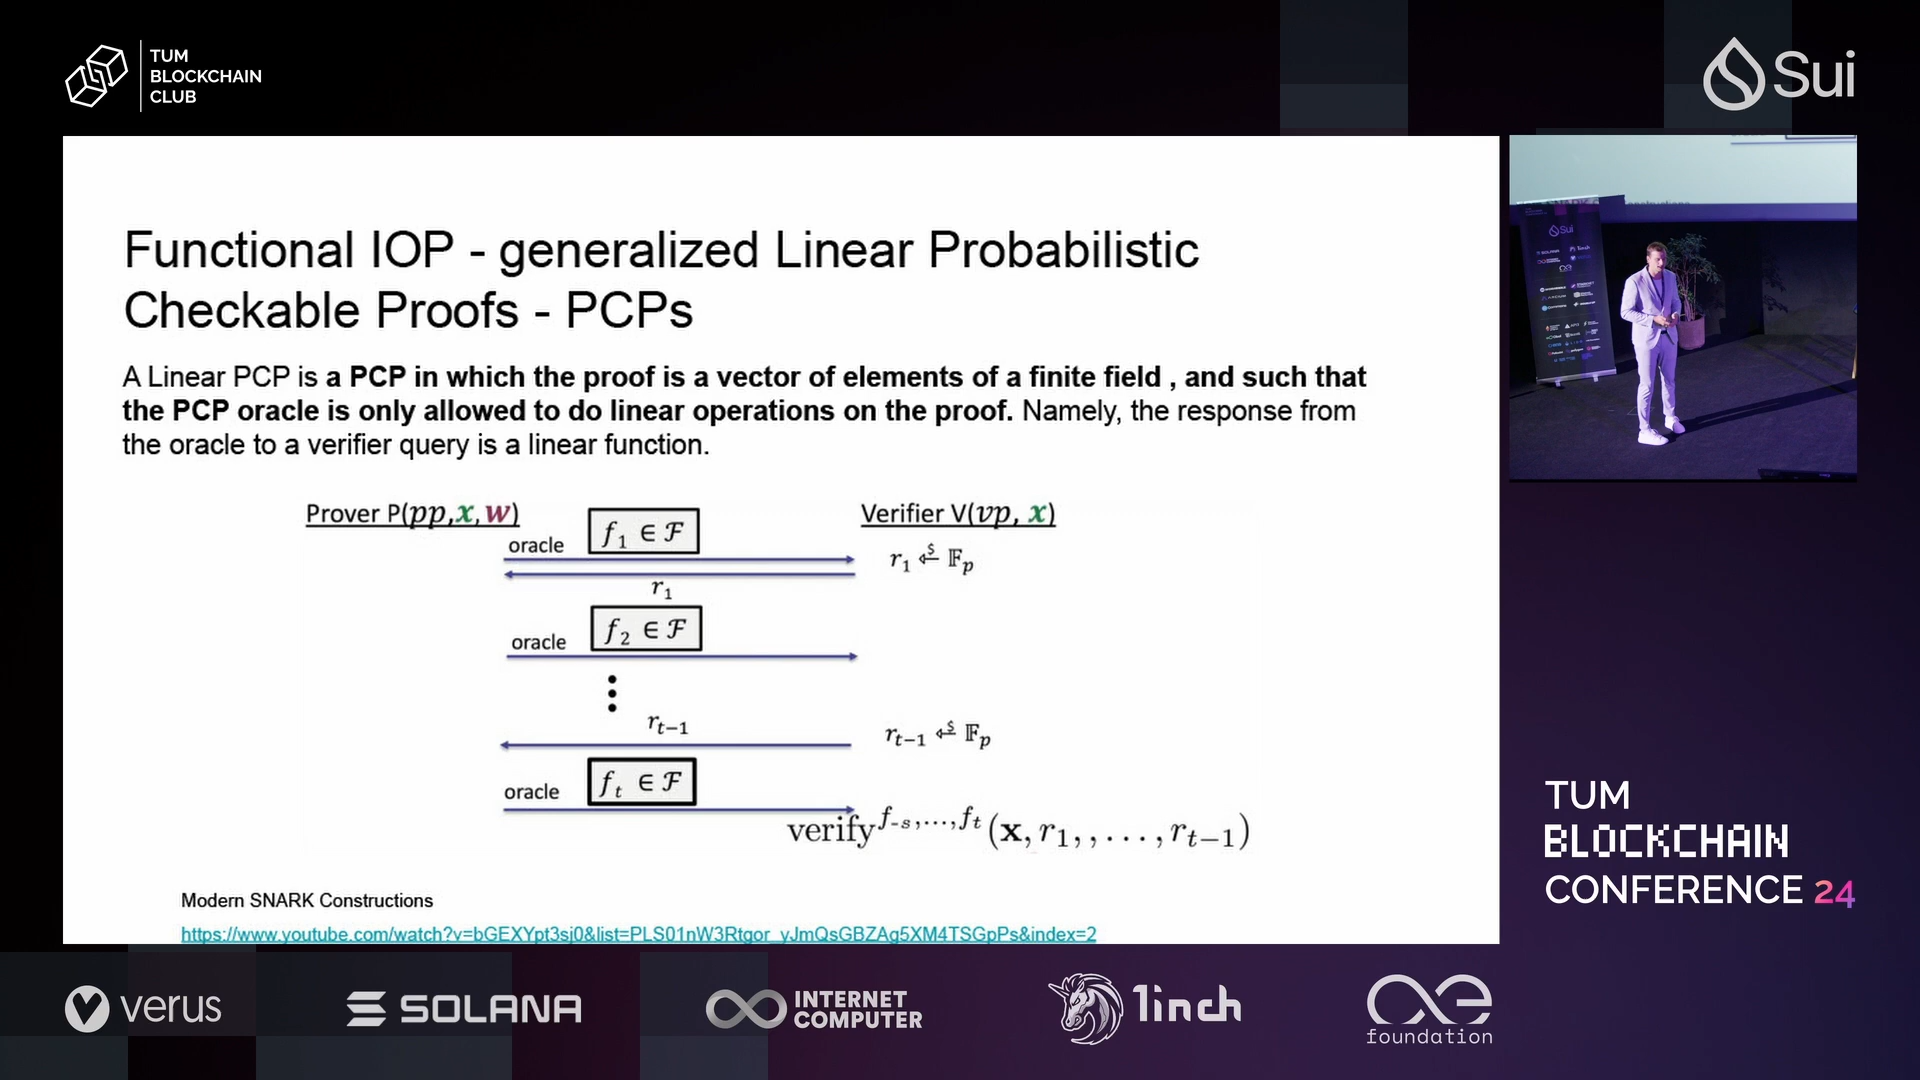 TUM
BLOCKCHAIN
CLUB
Sui
Functional IOP - generalized Linear Probabilistic
Checkable Proofs - PCPs
A Linear PCP is a PCP in which the proof is a vector of elements of a finite field , and such that
the PCP oracle is only allowed to do linear operations on the proof. Namely, the response from
the oracle to a verifier query is a linear function.
Prover P(pp,x,w)
Verifier V(vp, x)
oracle
f₁ ∈ ℱ
r₁ ⇐$ 𝔽ₚ
r₁
oracle
f₂ ∈ ℱ
⋮
rₜ₋₁
rₜ₋₁ ⇐$ 𝔽ₚ
oracle
fₜ ∈ ℱ
verify^{f_{-s},...,f_t}(x, r₁, , . . . , rₜ₋₁)
Modern SNARK Constructions
https://www.youtube.com/watch?v=bGEXYpt3sj0&list=PLS01nW3Rtgor_yJmQsGBZAg5XM4TSGpPs&index=2
Sui
TUM
BLOCKCHAIN
CONFERENCE 24
verus
SOLANA
INTERNET
COMPUTER
1inch
foundation